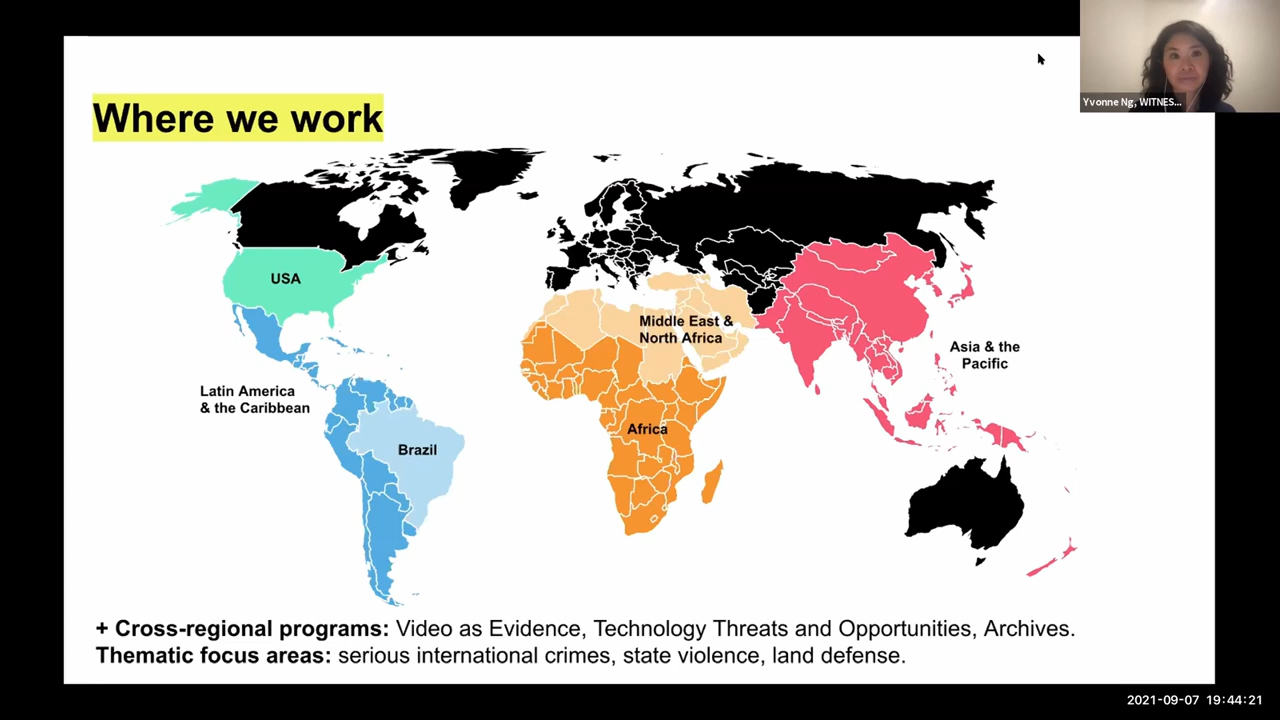 Where we work
Yvonne Ng, WITNES...
USA
Middle East &
North Africa
Asia & the
Pacific
Latin America
& the Caribbean
Africa
Brazil
+ Cross-regional programs: Video as Evidence, Technology Threats and Opportunities, Archives.
Thematic focus areas: serious international crimes, state violence, land defense.
2021-09-07 19:44:21